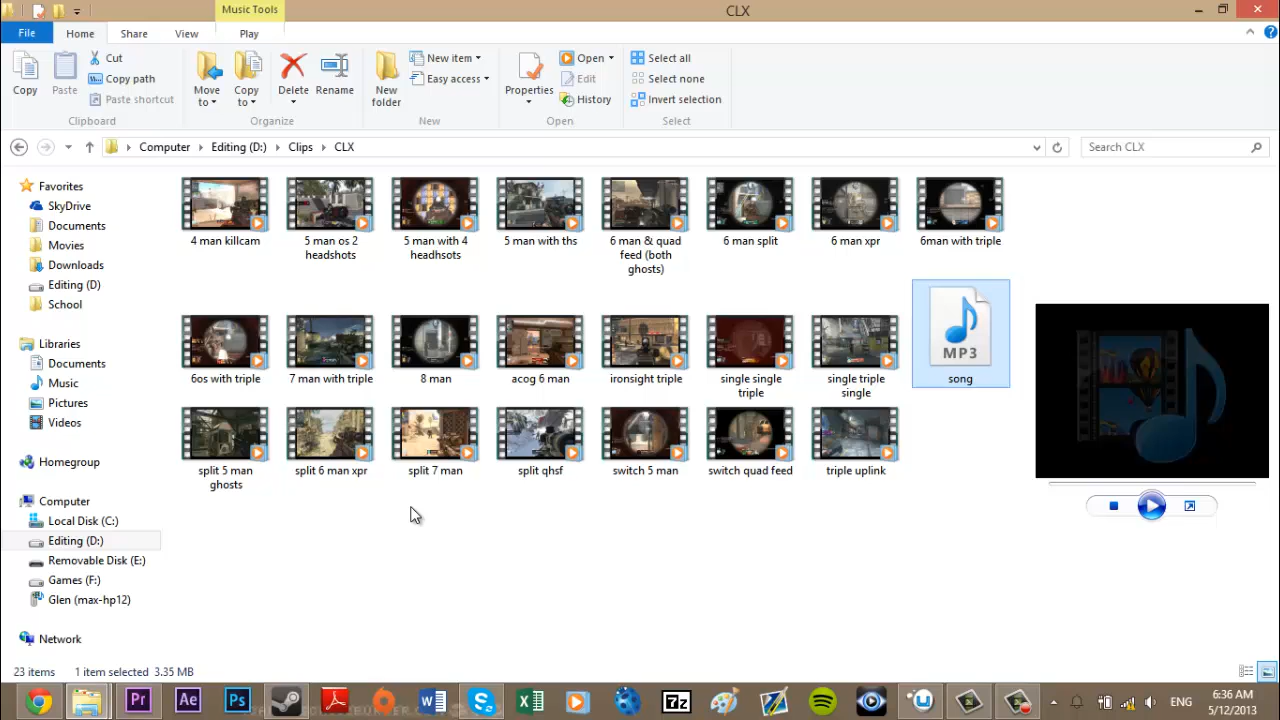 Music Tools
CLX
File
Home
Share
View
Play
Copy
Paste
Cut
Copy path
Paste shortcut
Clipboard
Move to
Copy to
Delete
Rename
Organize
New folder
New item
Easy access
New
Properties
Open
Edit
History
Open
Select all
Select none
Invert selection
Select
Computer
Editing (D:)
Clips
CLX
Search CLX
Favorites
SkyDrive
Documents
Movies
Downloads
Editing (D)
School
Libraries
Documents
Music
Pictures
Videos
Homegroup
Computer
Local Disk (C:)
Editing (D:)
Removable Disk (E:)
Games (F:)
Glen (max-hp12)
Network
4 man killcam
5 man os 2
headshots
5 man with 4
headhsots
5 man with ths
6 man & quad
feed (both
ghosts)
6 man split
6 man xpr
6man with triple
6os with triple
7 man with triple
8 man
acog 6 man
ironsight triple
single single
triple
single triple
single
MP3
song
split 5 man
ghosts
split 6 man xpr
split 7 man
split qhsf
switch 5 man
switch quad feed
triple uplink
23 items
1 item selected 3.35 MB
Pr
Ae
Ps
7z
ENG
6:36 AM
5/12/2013